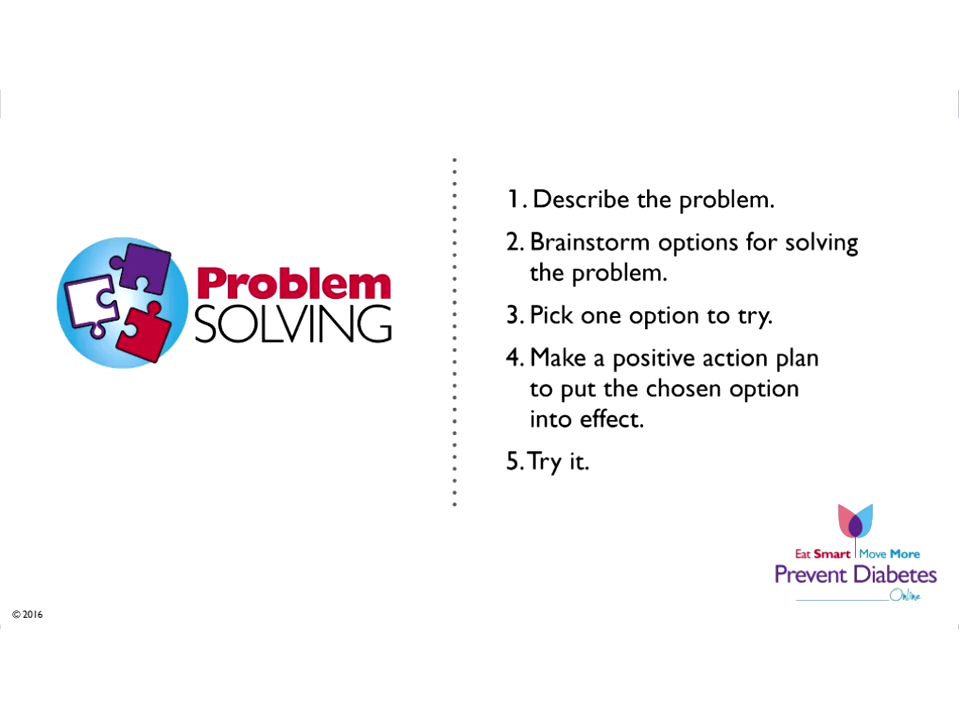 Problem
SOLVING
1. Describe the problem.
2. Brainstorm options for solving
the problem.
3. Pick one option to try.
4. Make a positive action plan
to put the chosen option
into effect.
5. Try it.
Eat Smart Move More
Prevent Diabetes
Online
© 2016